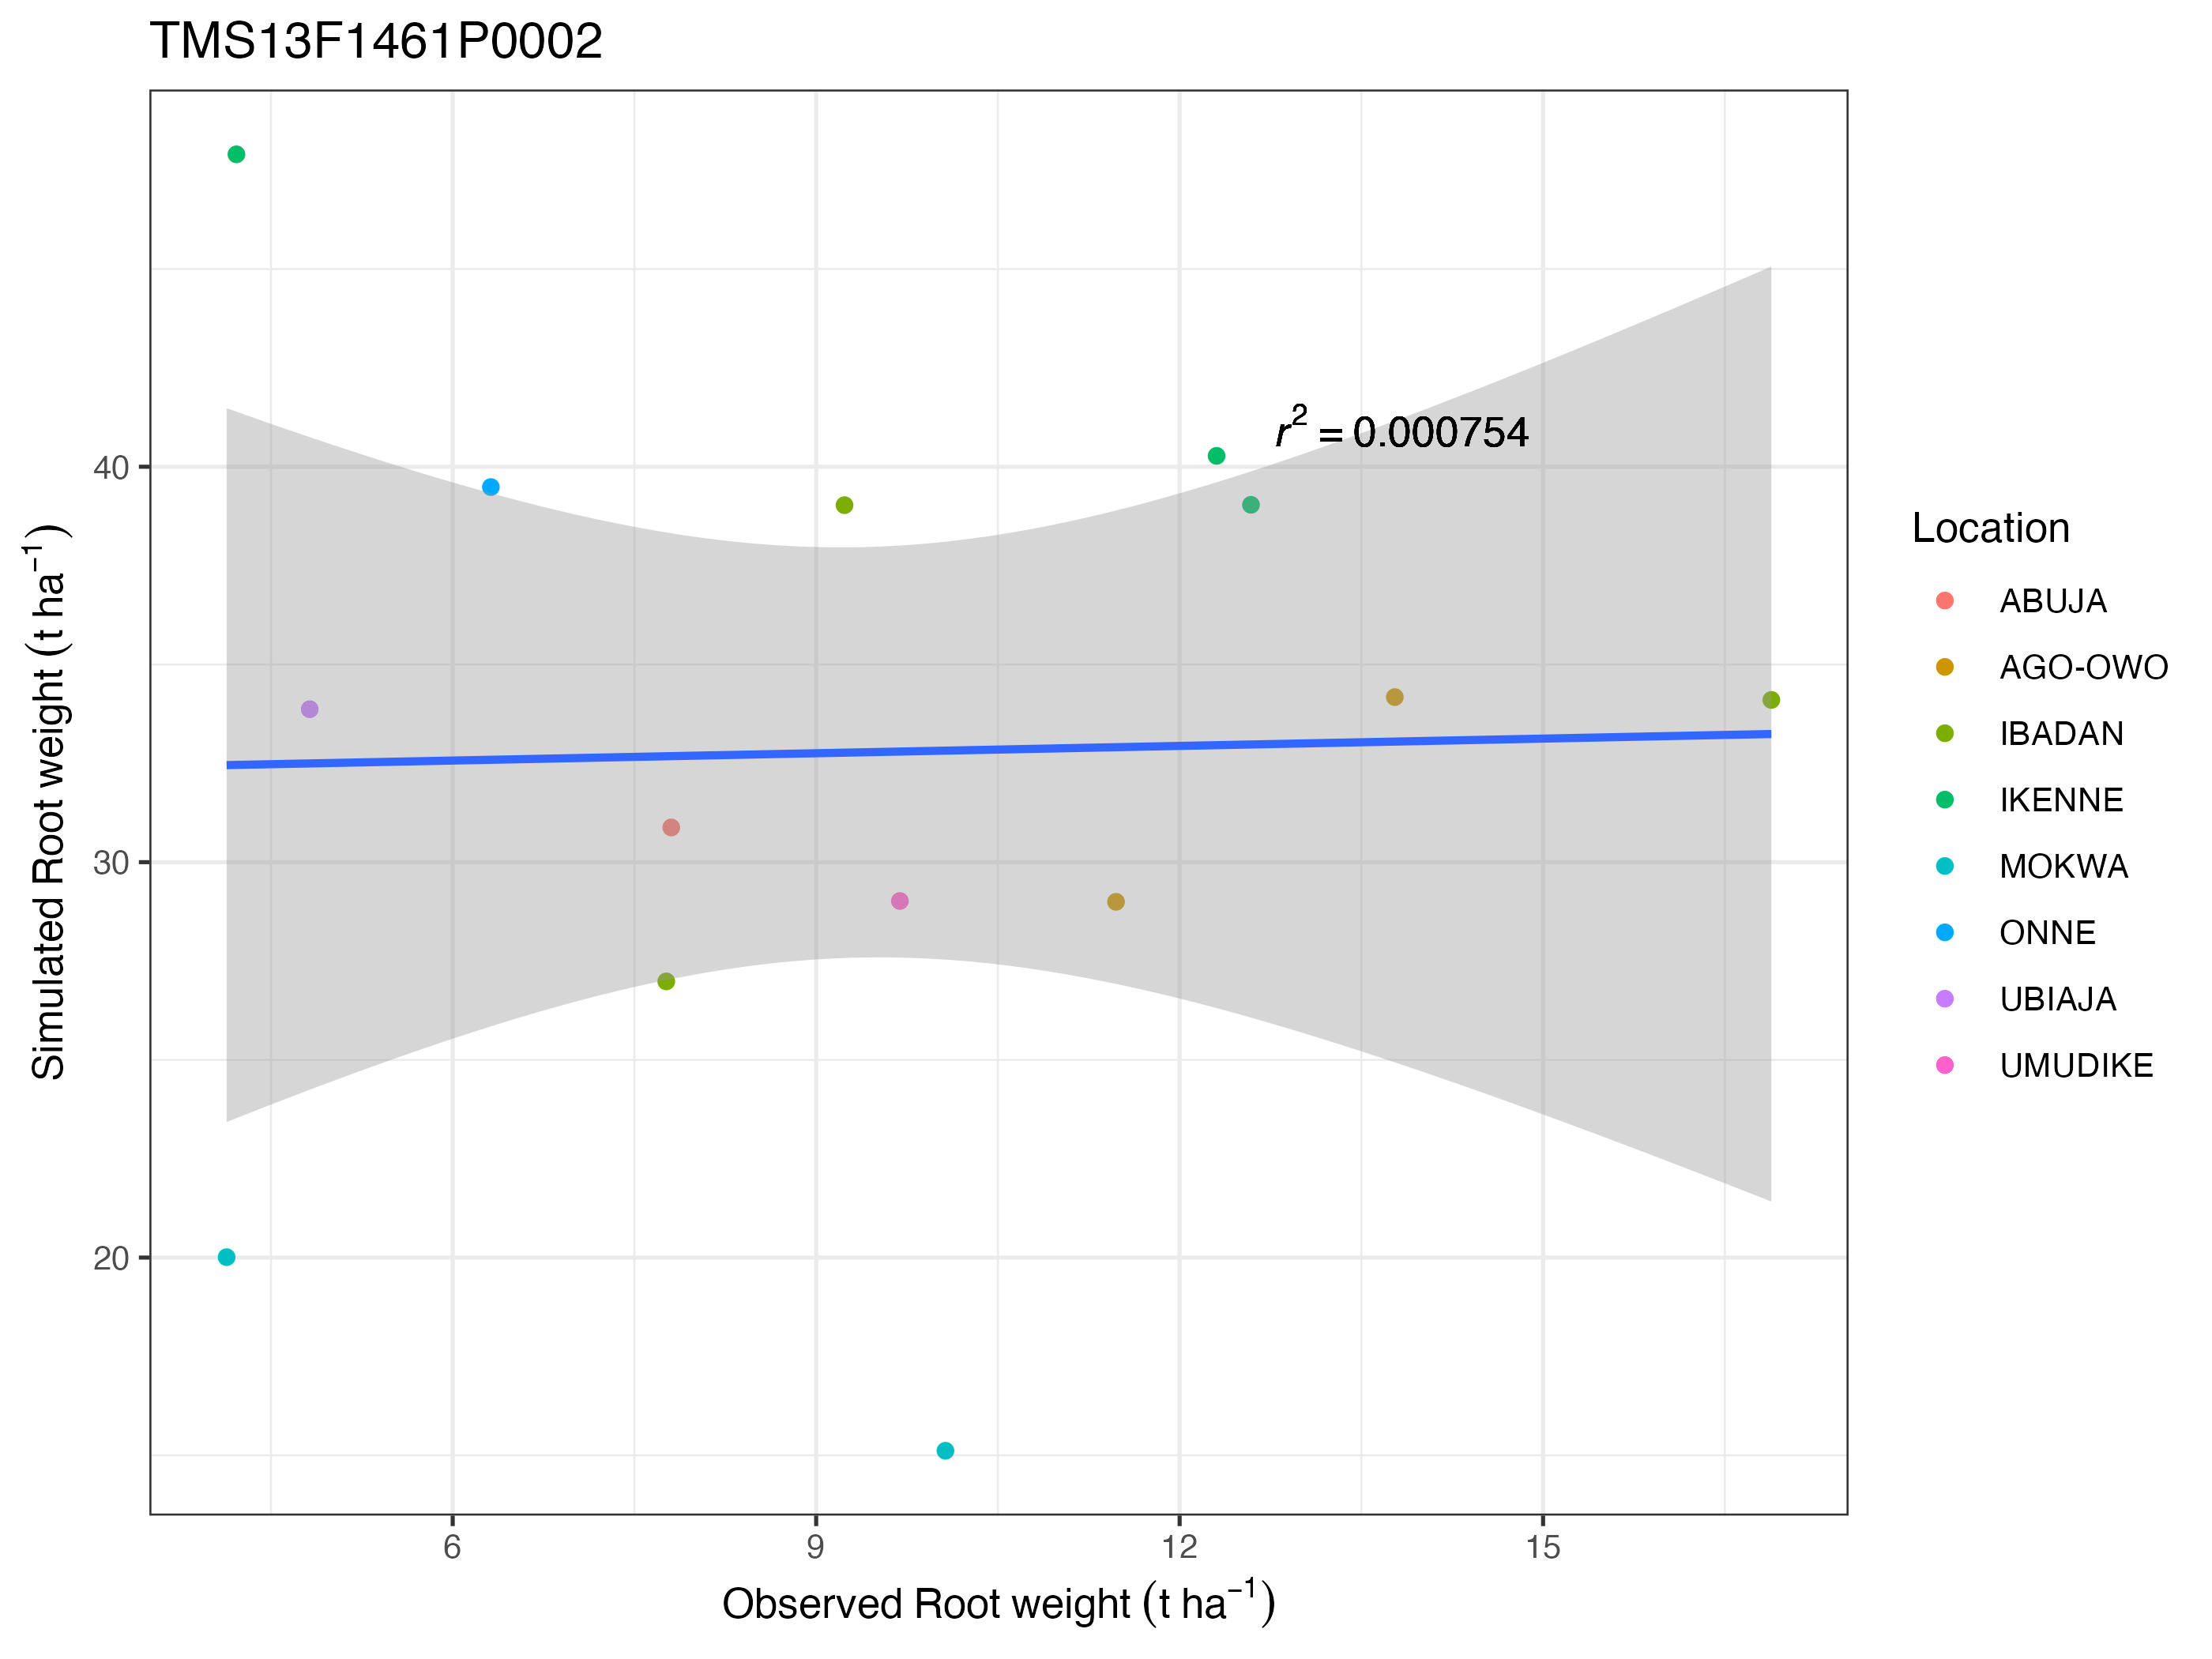 TMS13F1461P0002
r² = 0.000754
40
30
20
6
9
12
15
Simulated Root weight (t ha⁻¹)
Observed Root weight (t ha⁻¹)
Location
ABUJA
AGO-OWO
IBADAN
IKENNE
MOKWA
ONNE
UBIAJA
UMUDIKE